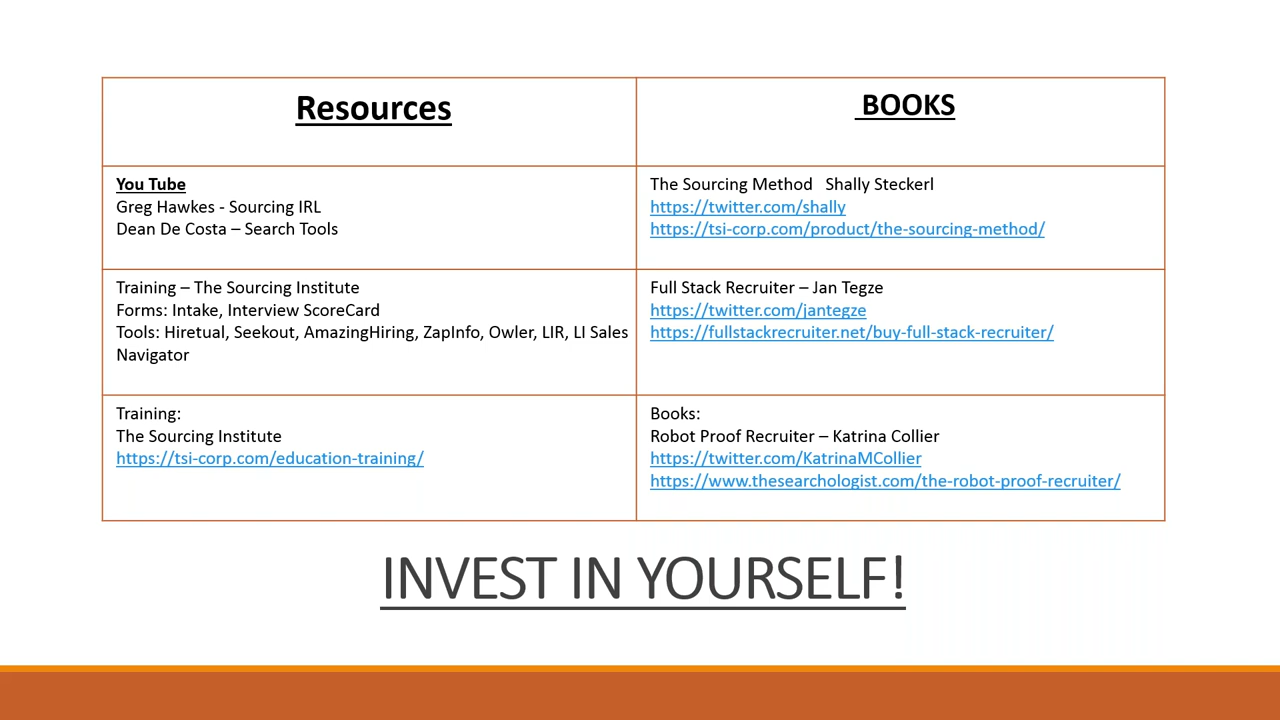 Resources
BOOKS
You Tube
Greg Hawkes - Sourcing IRL
Dean De Costa – Search Tools
The Sourcing Method   Shally Steckerl
https://twitter.com/shally
https://tsi-corp.com/product/the-sourcing-method/
Training – The Sourcing Institute
Forms: Intake, Interview ScoreCard
Tools: Hiretual, Seekout, AmazingHiring, ZapInfo, Owler, LIR, LI Sales
Navigator
Full Stack Recruiter – Jan Tegze
https://twitter.com/jantegze
https://fullstackrecruiter.net/buy-full-stack-recruiter/
Training:
The Sourcing Institute
https://tsi-corp.com/education-training/
Books:
Robot Proof Recruiter – Katrina Collier
https://twitter.com/KatrinaMCollier
https://www.thesearchologist.com/the-robot-proof-recruiter/
INVEST IN YOURSELF!